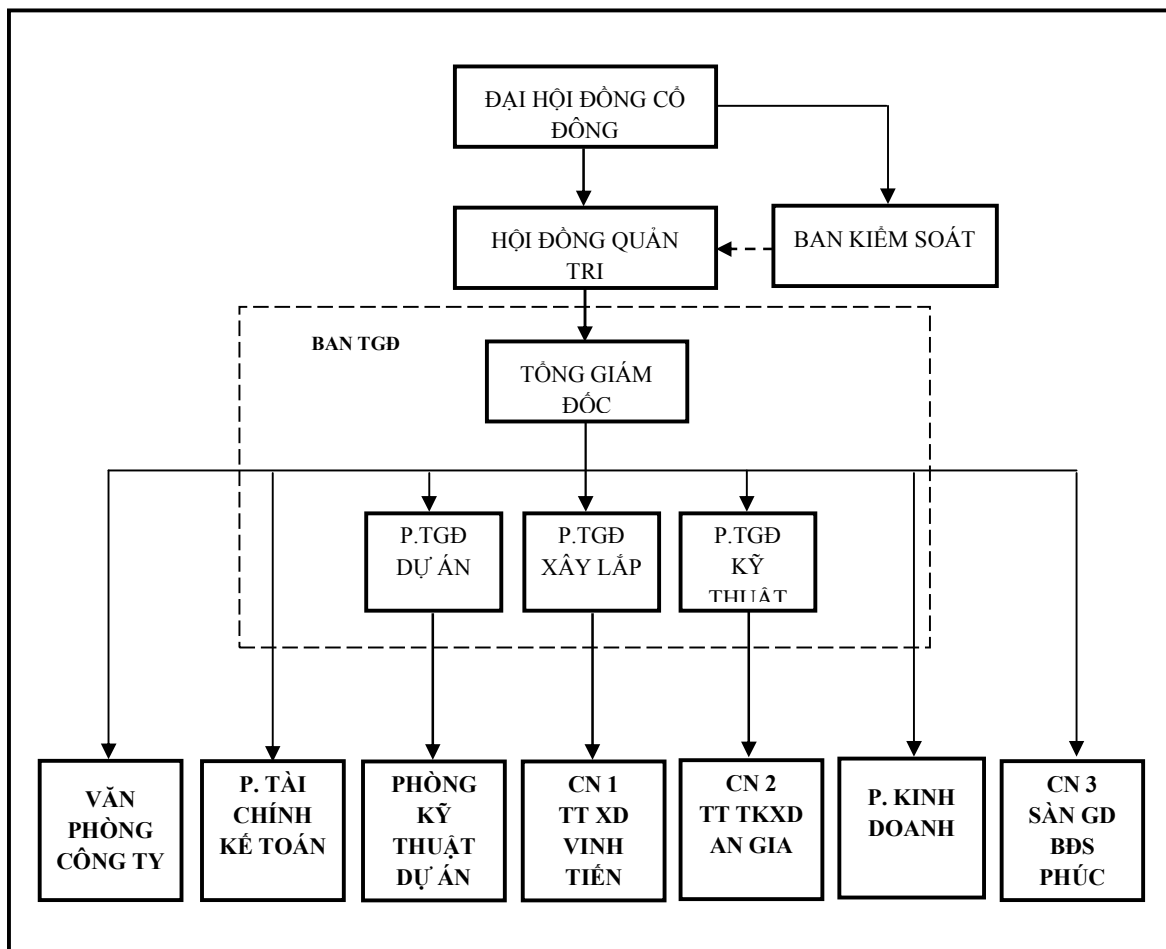 ĐẠI HỘI ĐỒNG CỔ
ĐÔNG
HỘI ĐỒNG QUẢN
TRI
BAN KIỂM SOÁT
BAN TGĐ
TỔNG GIÁM
ĐỐC
P.TGĐ
DỰ ÁN
P.TGĐ
XÂY LẮP
P.TGĐ
KỸ
THUẬT
VĂN
PHÒNG
CÔNG TY
P. TÀI
CHÍNH
KẾ TOÁN
PHÒNG
KỸ
THUẬT
DỰ ÁN
CN 1
TT XD
VINH
TIẾN
CN 2
TT TKXD
AN GIA
P. KINH
DOANH
CN 3
SÀN GD
BĐS
PHÚC